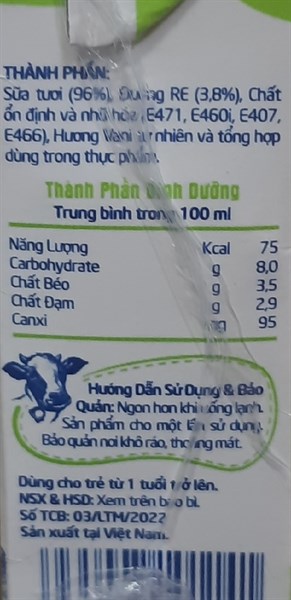 THÀNH PHẦN:
Sữa tươi (96%), Đường RE (3,8%), Chất
ổn định và nhũ hóa (E471, E460i, E407,
E466), Hương Vani tự nhiên và tổng hợp
dùng trong thực phẩm.
Thành Phần Dinh Dưỡng
Trung bình trong 100 ml
Năng Lượng Kcal 75
Carbohydrate g 8,0
Chất Béo g 3,5
Chất Đạm g 2,9
Canxi mg 95
Hướng Dẫn Sử Dụng & Bảo
Quản: Ngon hơn khi uống lạnh.
Sản phẩm cho một lần sử dụng.
Bảo quản nơi khô ráo, thoáng mát.
Dùng cho trẻ từ 1 tuổi trở lên.
NSX & HSD: Xem trên bao bì.
Số TCB: 03/LTM/2022
Sản xuất tại Việt Nam.